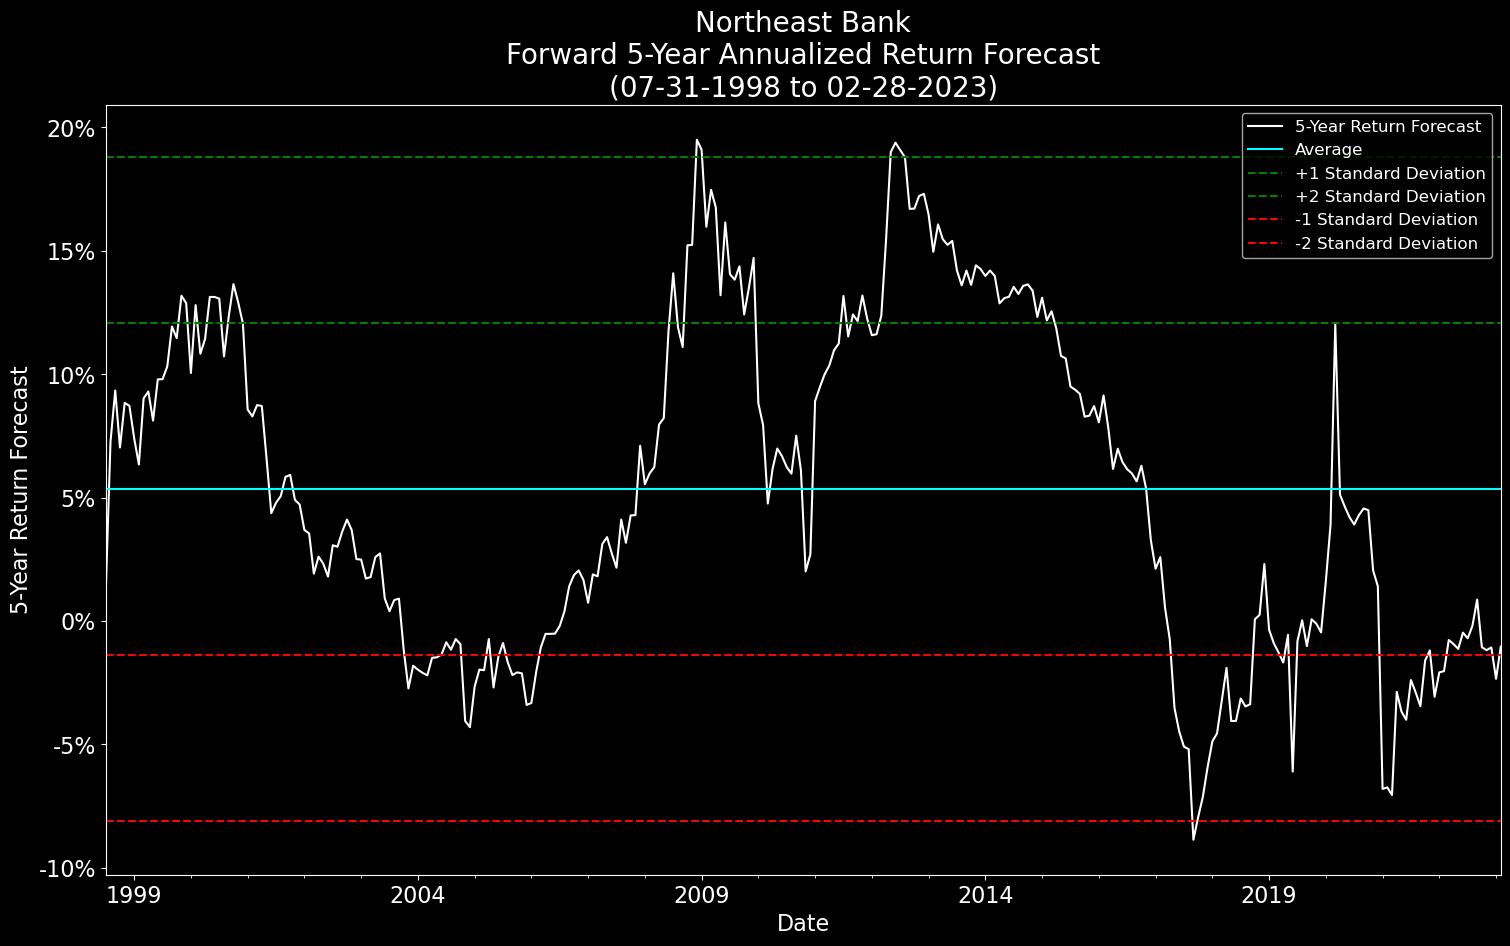 Northeast Bank
Forward 5-Year Annualized Return Forecast
(07-31-1998 to 02-28-2023)
5-Year Return Forecast
Average
+1 Standard Deviation
+2 Standard Deviation
-1 Standard Deviation
-2 Standard Deviation
20%
15%
10%
5%
0%
-5%
-10%
5-Year Return Forecast
1999
2004
2009
2014
2019
Date